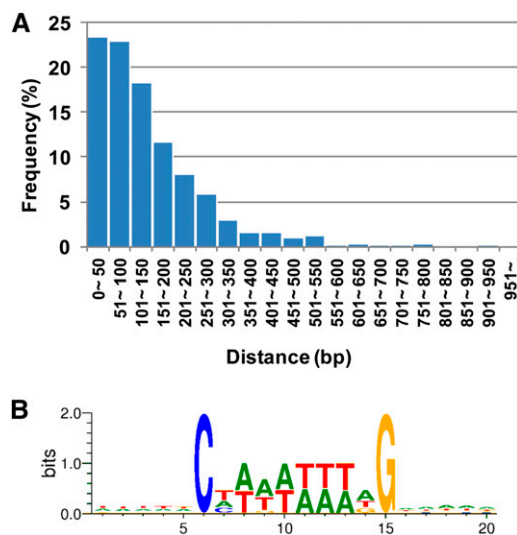 A
Frequency (%)
25
20
15
10
5
0
0~ 50
51~ 100
101~ 150
151~ 200
201~ 250
251~ 300
301~ 350
351~ 400
401~ 450
451~ 500
501~ 550
551~ 600
601~ 650
651~ 700
701~ 750
751~ 800
801~ 850
851~ 900
901~ 950
951~
Distance (bp)
B
bits
2.0
1.0
0.0
C
T
A
C
A
T
A
T
A
T
T
A
T
A
T
A
A
T
G
G
5
10
15
20